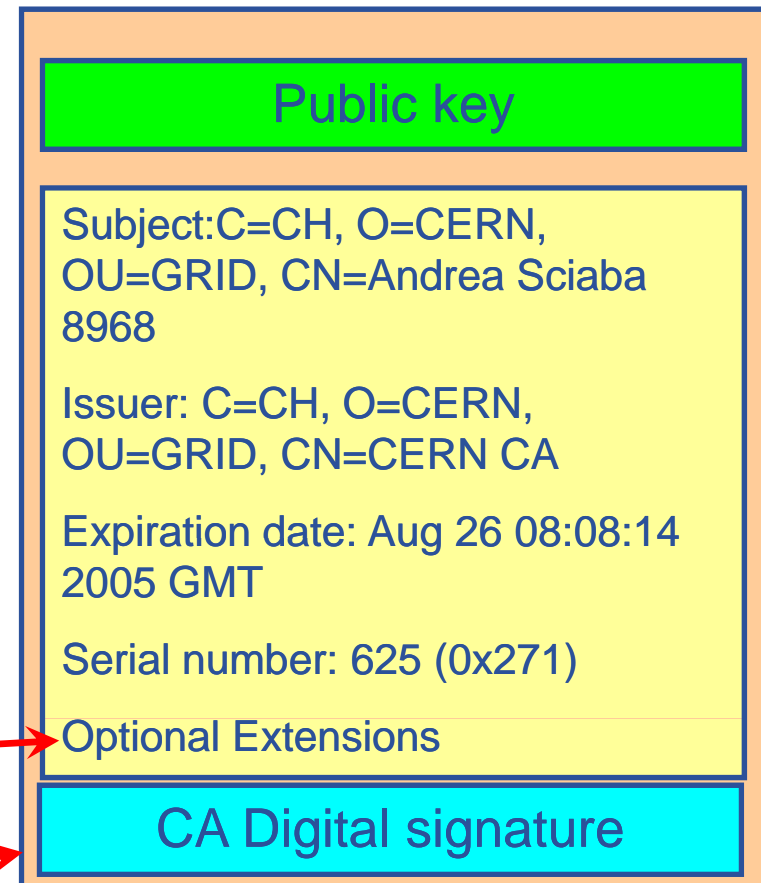 Public key
Subject:C=CH, O=CERN,
OU=GRID, CN=Andrea Sciaba
8968
Issuer: C=CH, O=CERN,
OU=GRID, CN=CERN CA
Expiration date: Aug 26 08:08:14
2005 GMT
Serial number: 625 (0x271)
Optional Extensions
CA Digital signature